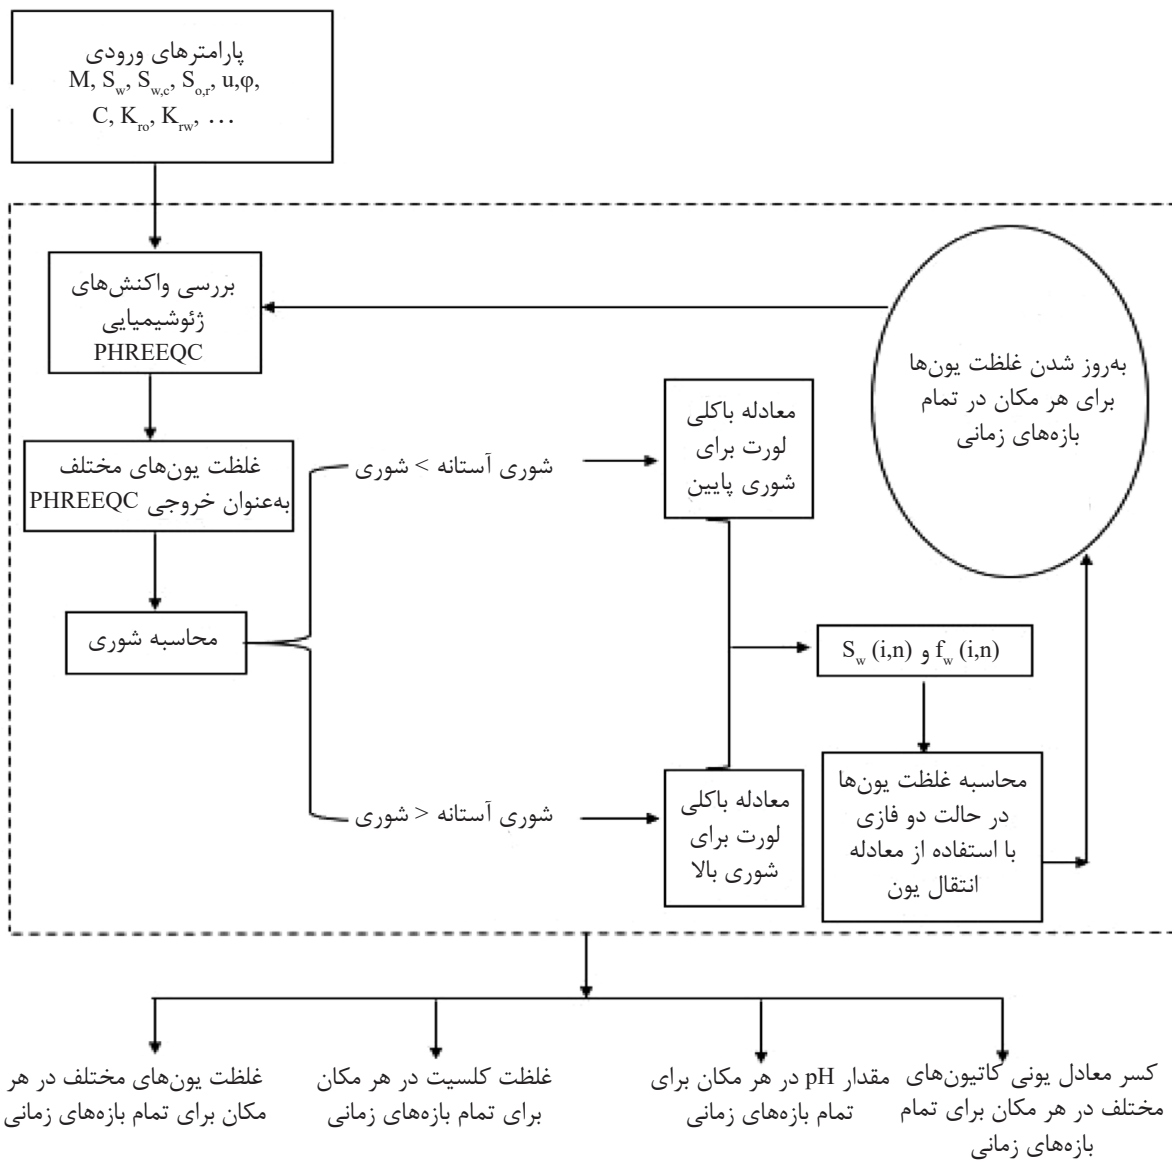 پارامترهای ورودی
M, S_w, S_w,c, S_o,r, u,φ,
C, K_ro, K_rw, …
بررسی واکنش‌های
ژئوشیمیایی
PHREEQC
غلظت یون‌های مختلف
به‌عنوان خروجی PHREEQC
محاسبه شوری
شوری آستانه > شوری
شوری آستانه < شوری
معادله باکلی
لورت برای
شوری پایین
معادله باکلی
لورت برای
شوری بالا
S_w (i,n) و f_w (i,n)
محاسبه غلظت یون‌ها
در حالت دو فازی
با استفاده از معادله
انتقال یون
به‌روز شدن غلظت یون‌ها
برای هر مکان در تمام
بازه‌های زمانی
غلظت یون‌های مختلف در هر
مکان برای تمام بازه‌های زمانی
غلظت کلسیت در هر مکان
برای تمام بازه‌های زمانی
مقدار pH در هر مکان برای
تمام بازه‌های زمانی
کسر معادل یونی کاتیون‌های
مختلف در هر مکان برای تمام
بازه‌های زمانی